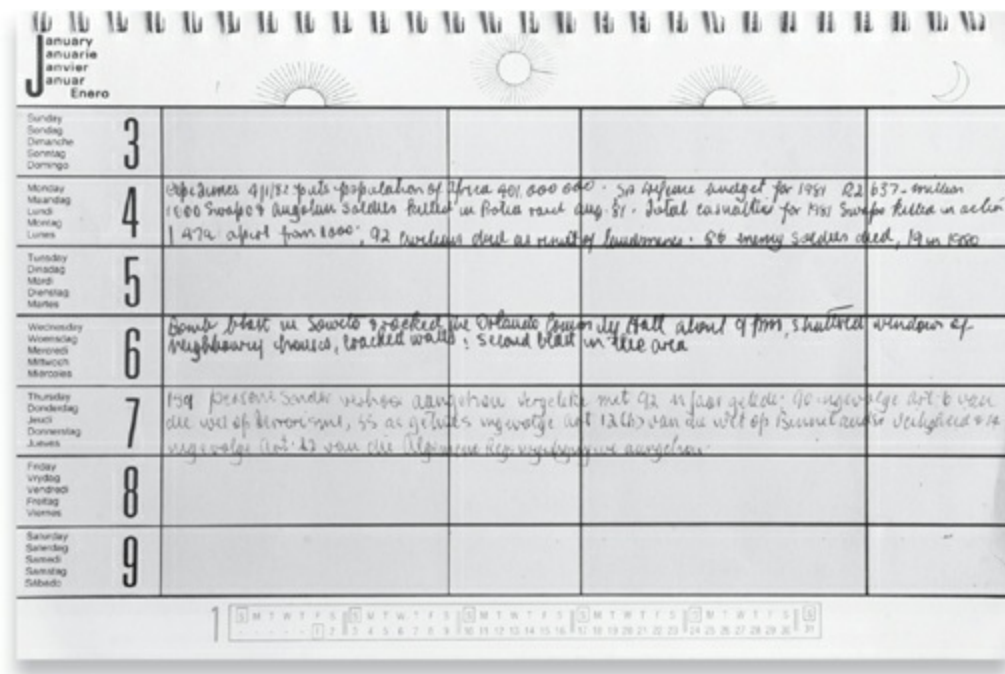 January
Januarie
Janvier
Januar
Enero
Sunday
Sondag
Dimanche
Sonntag
Domingo
3
Monday
Maandag
Lundi
Montag
Lunes
4
Cape Times 4/1/82 puts population of Africa 401,000 000. SA defence budget for 1981 R2 637-million
1000 Swapo & Angolan soldiers killed in Protea raid Aug. 81. Total casualties for 1981 Swapo killed in action
1 474 apart from 1000; 92 civilians died as result of landmines. 56 enemy soldiers died, 19 in 1980
Tuesday
Dinsdag
Mardi
Dienstag
Martes
5
Wednesday
Woensdag
Mercredi
Mittwoch
Miercoles
6
Bomb blast in Soweto rocked the Orlando Hall about 9 pm, shattered windows of
neighbouring houses, cracked walls; second blast in the area
Thursday
Donderdag
Jeudi
Donnerstag
Jueves
7
persone sonder verhoor aangehou vergeleke met 92 'n jaar gelede. ingevolge art 6 van
die wet op terrorisme, as getuies ingevolge art 12 van die wet op Binnelandse Veiligheid
ingevolge art. 22 van die Algemene aangehou.
Friday
Vrydag
Vendredi
Freitag
Viernes
8
Saturday
Saterdag
Samedi
Samstag
Sábado
9
1
S M T W T F S S M T W T F S S M T W T F S S M T W T F S S M T W T F S S
1 2 3 4 5 6 7 8 9 10 11 12 13 14 15 16 17 18 19 20 21 22 23 24 25 26 27 28 29 30 31